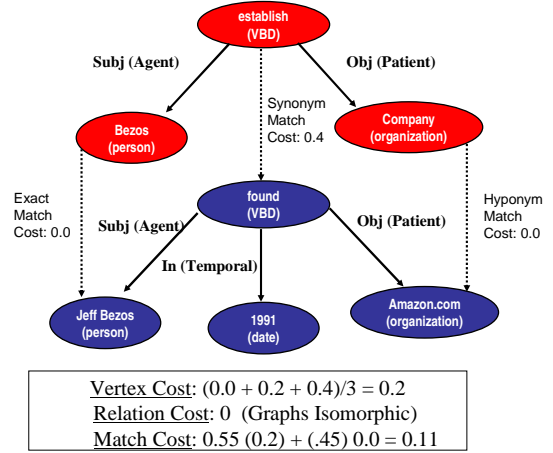 establish
(VBD)
Subj (Agent)
Obj (Patient)
Synonym
Match
Cost: 0.4
Bezos
(person)
Company
(organization)
Exact
Match
Cost: 0.0
found
(VBD)
Hyponym
Match
Cost: 0.0
Subj (Agent)
Obj (Patient)
In (Temporal)
Jeff Bezos
(person)
1991
(date)
Amazon.com
(organization)
Vertex Cost: (0.0 + 0.2 + 0.4)/3 = 0.2
Relation Cost: 0 (Graphs Isomorphic)
Match Cost: 0.55 (0.2) + (.45) 0.0 = 0.11